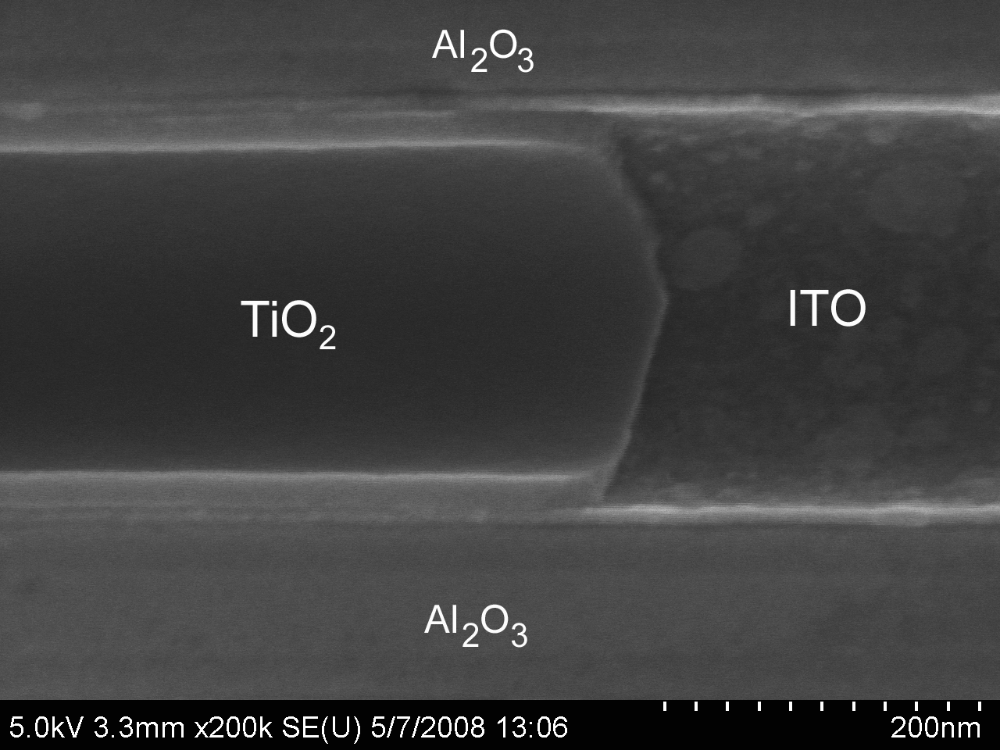 Al₂O₃
TiO₂
ITO
Al₂O₃
5.0kV 3.3mm x200k SE(U) 5/7/2008 13:06
200nm